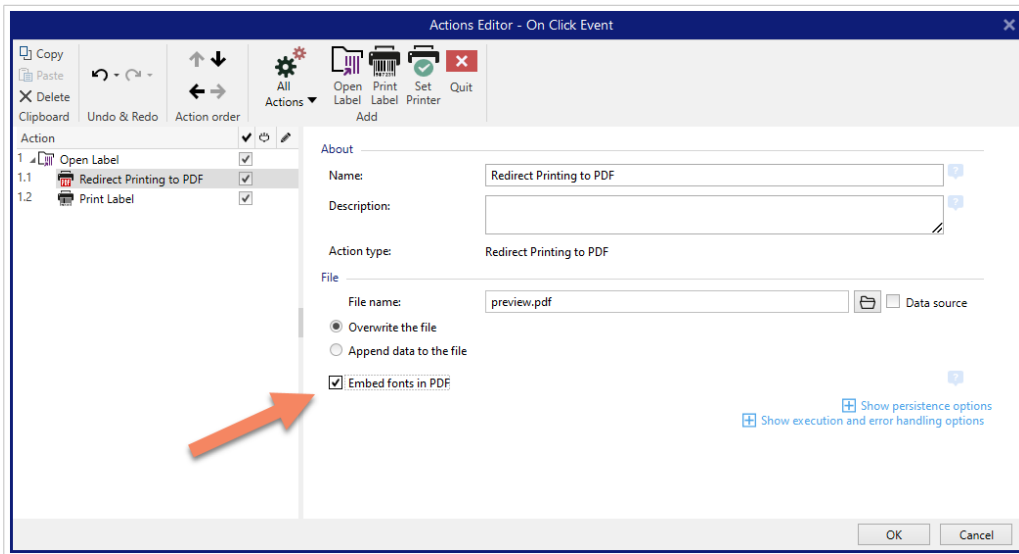 Actions Editor - On Click Event
Copy
Paste
Delete
Clipboard
Undo & Redo
Action order
All
Actions
Open
Label
Print
Label
Set
Printer
Quit
Add
Action
1 Open Label
1.1 Redirect Printing to PDF
1.2 Print Label
About
Name: Redirect Printing to PDF
Description:
Action type: Redirect Printing to PDF
File
File name: preview.pdf Data source
Overwrite the file
Append data to the file
Embed fonts in PDF
Show persistence options
Show execution and error handling options
OK Cancel